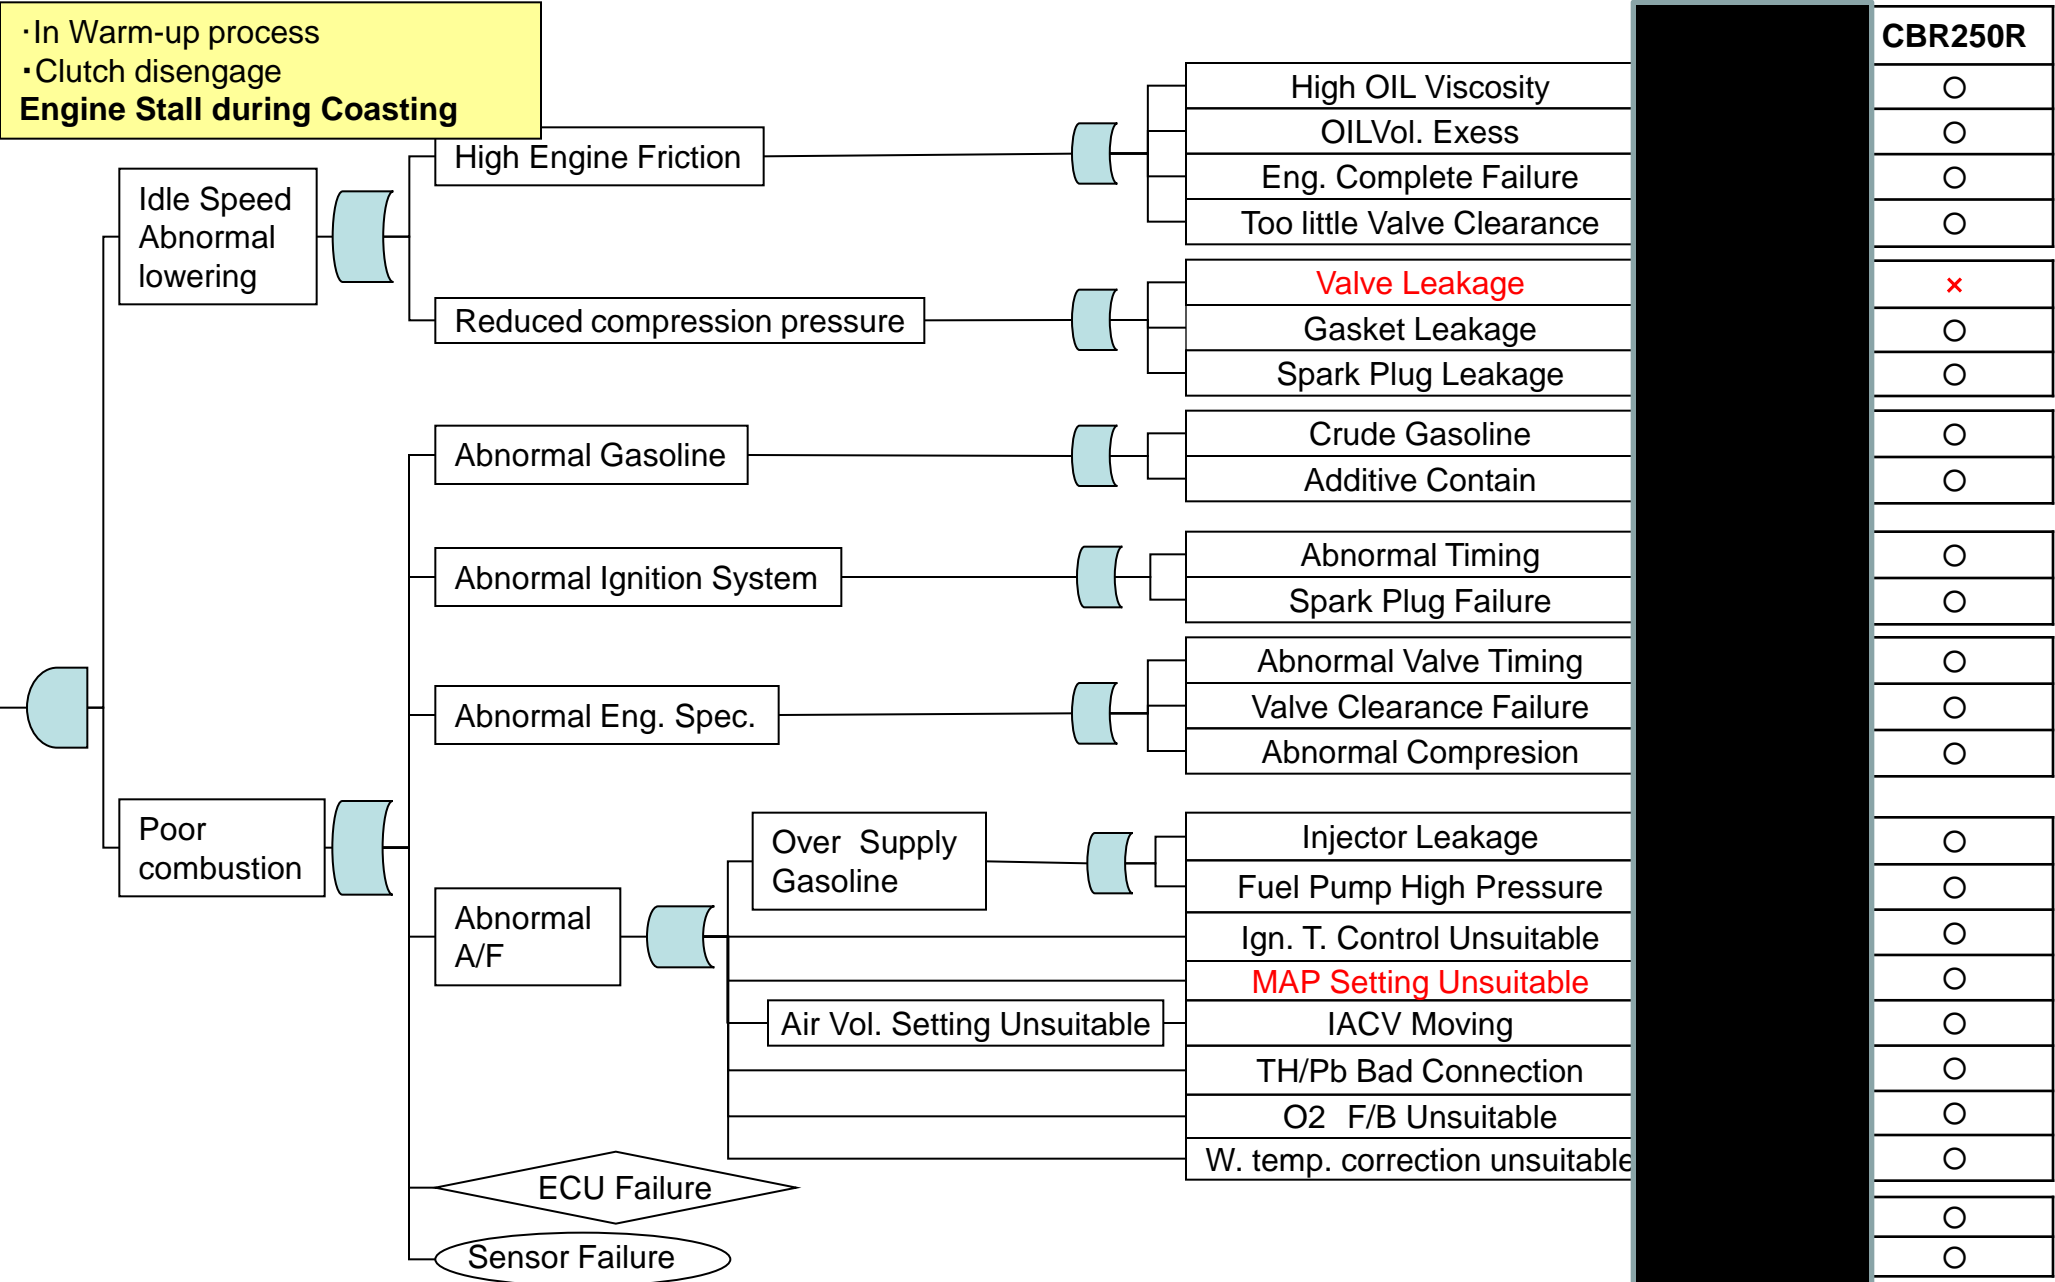 ・In Warm-up process
・Clutch disengage
Engine Stall during Coasting
CBR250R
High OIL Viscosity ○
OILVol. Exess ○
High Engine Friction
Eng. Complete Failure ○
Too little Valve Clearance ○
Idle Speed
Abnormal
lowering
Valve Leakage ×
Reduced compression pressure
Gasket Leakage ○
Spark Plug Leakage ○
Crude Gasoline ○
Abnormal Gasoline
Additive Contain ○
Abnormal Timing ○
Abnormal Ignition System
Spark Plug Failure ○
Abnormal Valve Timing ○
Abnormal Eng. Spec.
Valve Clearance Failure ○
Abnormal Compresion ○
Poor
combustion
Over Supply
Gasoline
Injector Leakage ○
Fuel Pump High Pressure ○
Abnormal
A/F
Ign. T. Control Unsuitable ○
MAP Setting Unsuitable ○
Air Vol. Setting Unsuitable
IACV Moving ○
TH/Pb Bad Connection ○
O2 F/B Unsuitable ○
W. temp. correction unsuitable ○
ECU Failure ○
Sensor Failure ○